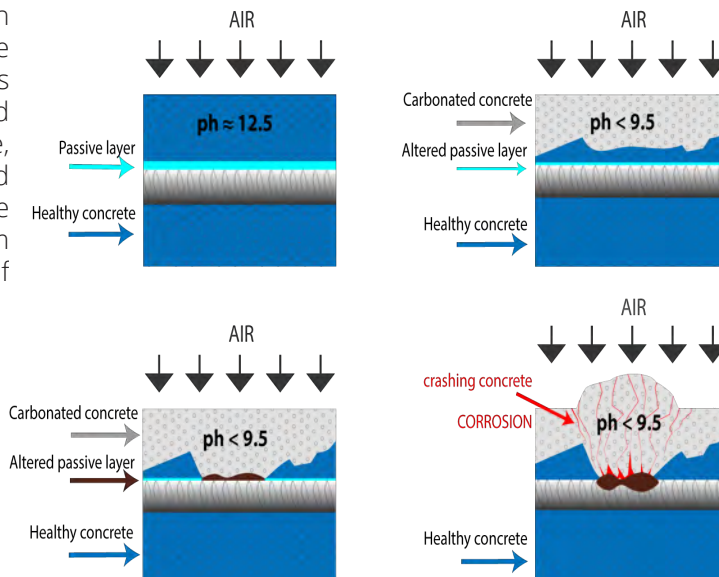 n
e
s
d
e,
d
e
n
f
AIR
ph ≈ 12.5
Passive layer
Healthy concrete
AIR
Carbonated concrete
ph < 9.5
Altered passive layer
Healthy concrete
AIR
Carbonated concrete
ph < 9.5
Altered passive layer
Healthy concrete
AIR
crashing concrete
CORROSION
ph < 9.5
Healthy concrete